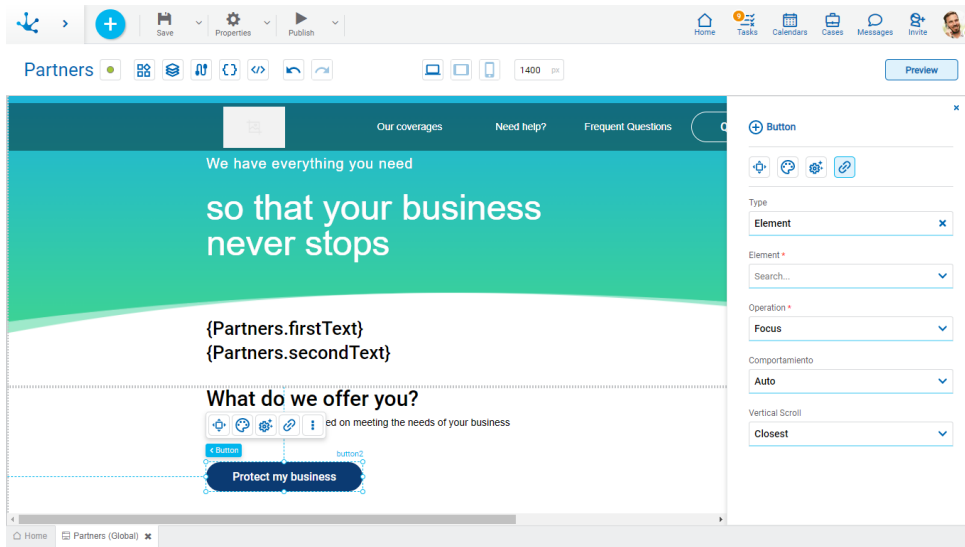 Save
Properties
Publish
Home
9
Tasks
Calendars
Cases
Messages
Invite
Partners
1400 px
Preview
Our coverages
Need help?
Frequent Questions
We have everything you need
so that your business
never stops
{Partners.firstText}
{Partners.secondText}
What do we offer you?
ed on meeting the needs of your business
< Button
button2
Protect my business
Button
Type
Element
Element *
Search...
Operation *
Focus
Comportamiento
Auto
Vertical Scroll
Closest
Home
Partners (Global)